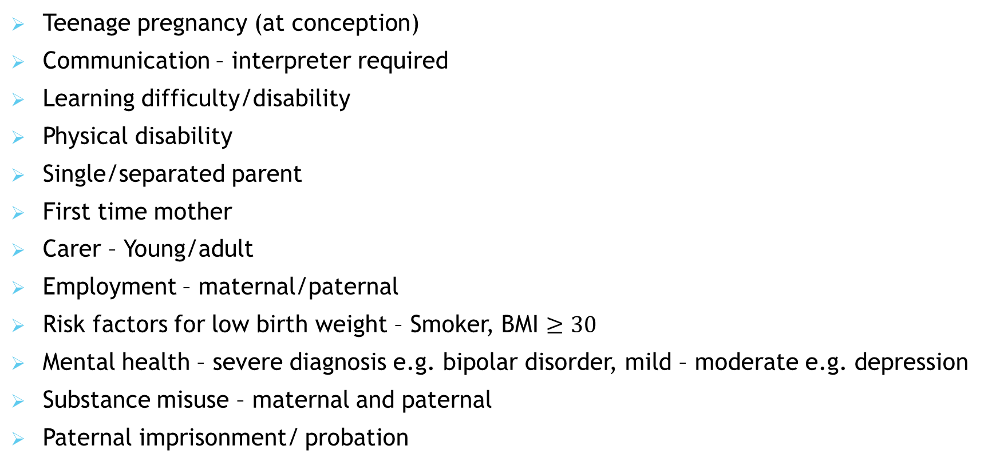 ➢ Teenage pregnancy (at conception)
➢ Communication – interpreter required
➢ Learning difficulty/disability
➢ Physical disability
➢ Single/separated parent
➢ First time mother
➢ Carer – Young/adult
➢ Employment – maternal/paternal
➢ Risk factors for low birth weight – Smoker, BMI ≥ 30
➢ Mental health – severe diagnosis e.g. bipolar disorder, mild – moderate e.g. depression
➢ Substance misuse – maternal and paternal
➢ Paternal imprisonment/ probation